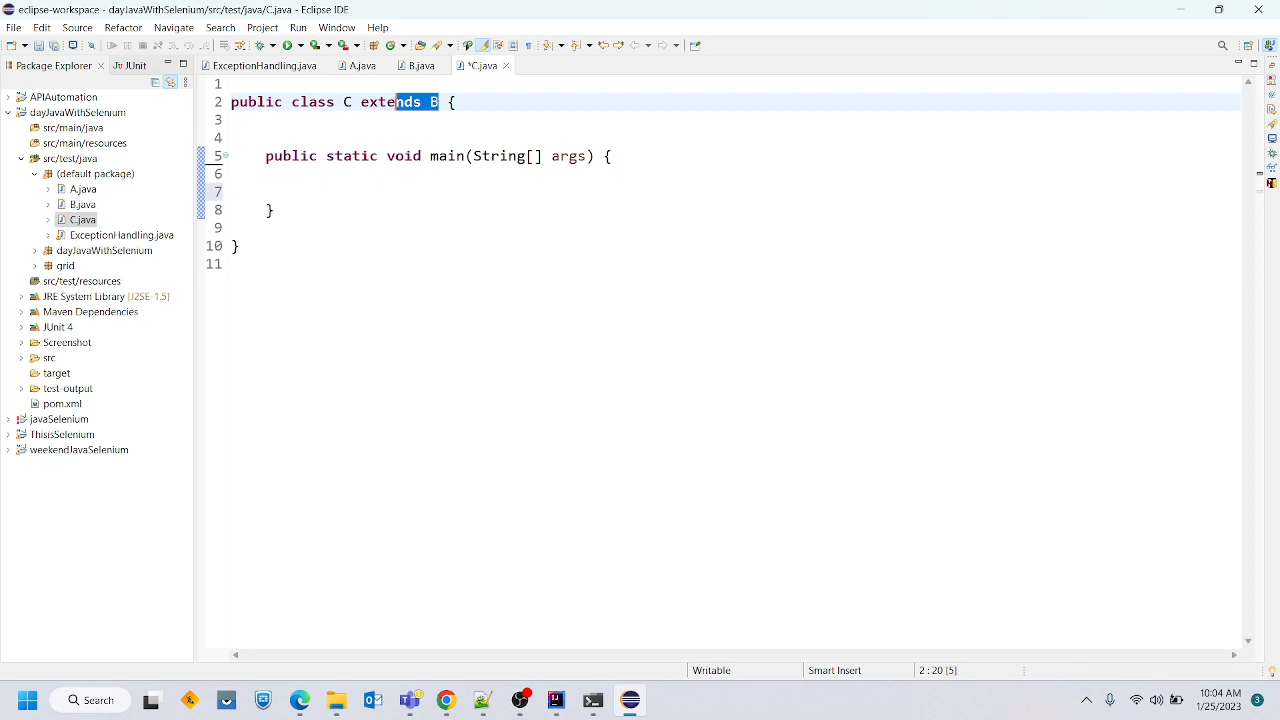 eclipse-workspace - dayJavaWithSelenium/src/test/java/C.java - Eclipse IDE
File Edit Source Refactor Navigate Search Project Run Window Help
Package Explorer JUnit
ExceptionHandling.java A.java B.java *C.java
APIAutomation
dayJavaWithSelenium
src/main/java
src/main/resources
src/test/java
(default package)
A.java
B.java
C.java
ExceptionHandling.java
dayJavaWithSelenium
grid
src/test/resources
JRE System Library [J2SE-1.5]
Maven Dependencies
JUnit 4
Screenshot
src
target
test-output
pom.xml
javaSelenium
ThisisSelenium
weekendJavaSelenium
1
2 public class C extends B {
3
4
5 public static void main(String[] args) {
6
7
8 }
9
10 }
11
Writable Smart Insert 2 : 20 [5]
Search
10:04 AM
1/25/2023
3